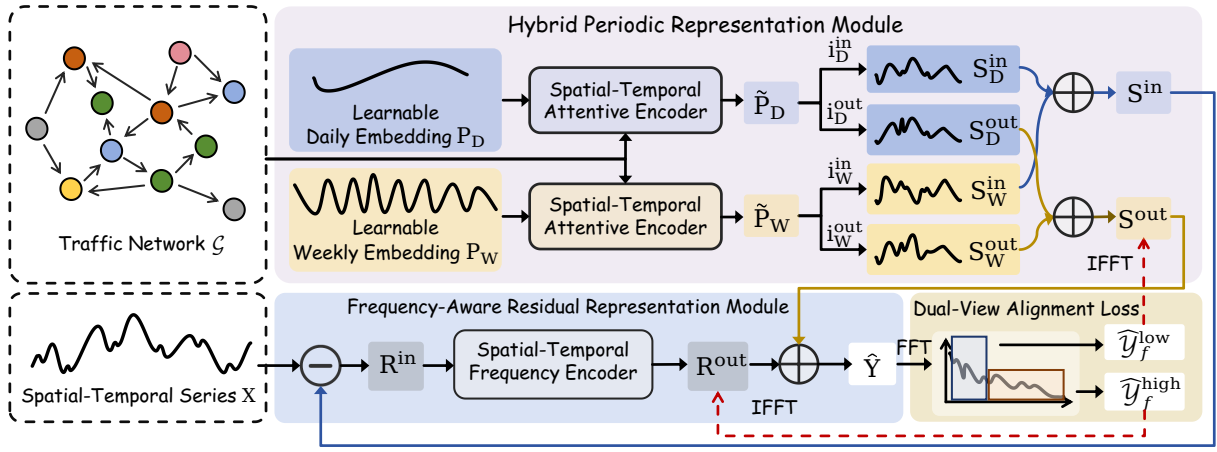 Hybrid Periodic Representation Module
Traffic Network 𝒢
Learnable
Daily Embedding P_D
Spatial-Temporal
Attentive Encoder
P̃_D
i_D^in
i_D^out
S_D^in
S_D^out
S^in
Learnable
Weekly Embedding P_W
Spatial-Temporal
Attentive Encoder
P̃_W
i_W^in
i_W^out
S_W^in
S_W^out
S^out
IFFT
Spatial-Temporal Series X
Frequency-Aware Residual Representation Module
R^in
Spatial-Temporal
Frequency Encoder
R^out
IFFT
Ŷ
FFT
Dual-View Alignment Loss
𝒴̂_f^low
𝒴̂_f^high